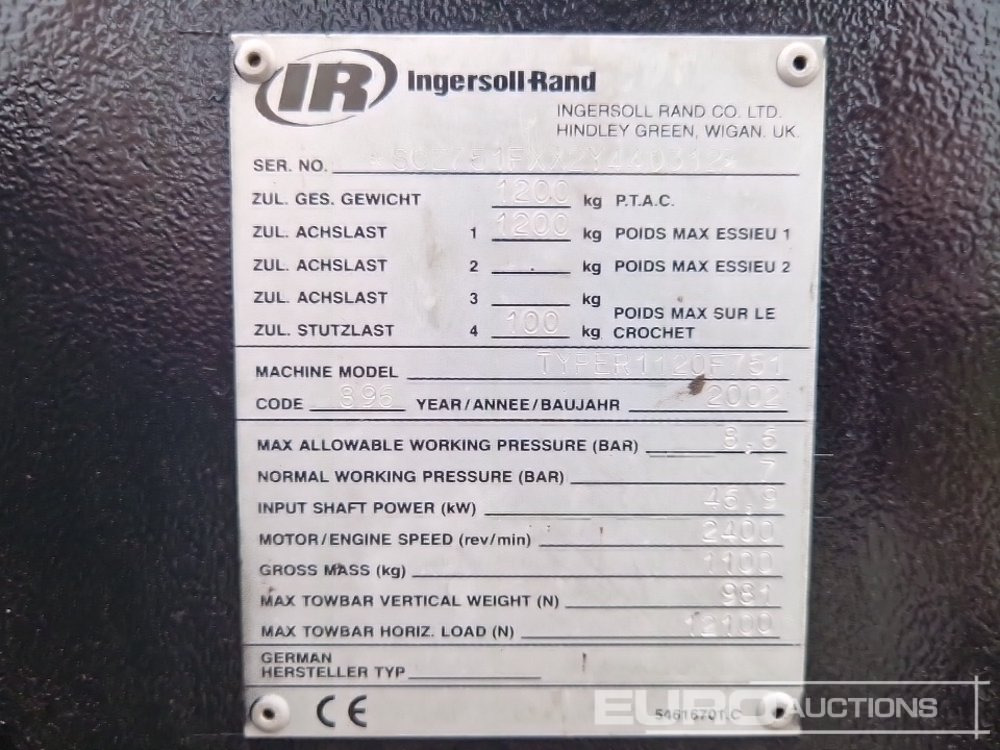 IR Ingersoll-Rand
INGERSOLL RAND CO. LTD.
HINDLEY GREEN, WIGAN. UK.
SER. NO.
ZUL. GES. GEWICHT 1200 kg P.T.A.C.
ZUL. ACHSLAST 1 1200 kg POIDS MAX ESSIEU 1
ZUL. ACHSLAST 2 . kg POIDS MAX ESSIEU 2
ZUL. ACHSLAST 3 kg
ZUL. STUTZLAST 4 100 kg POIDS MAX SUR LE
CROCHET
MACHINE MODEL TYPER1120F751
CODE 896 YEAR/ANNEE/BAUJAHR 2002
MAX ALLOWABLE WORKING PRESSURE (BAR) 8,6
NORMAL WORKING PRESSURE (BAR) 7
INPUT SHAFT POWER (kW) 46,9
MOTOR/ENGINE SPEED (rev/min) 2400
GROSS MASS (kg) 1100
MAX TOWBAR VERTICAL WEIGHT (N) 981
MAX TOWBAR HORIZ. LOAD (N) 12100
GERMAN
HERSTELLER TYP
CE 54616701.C
EURO AUCTIONS